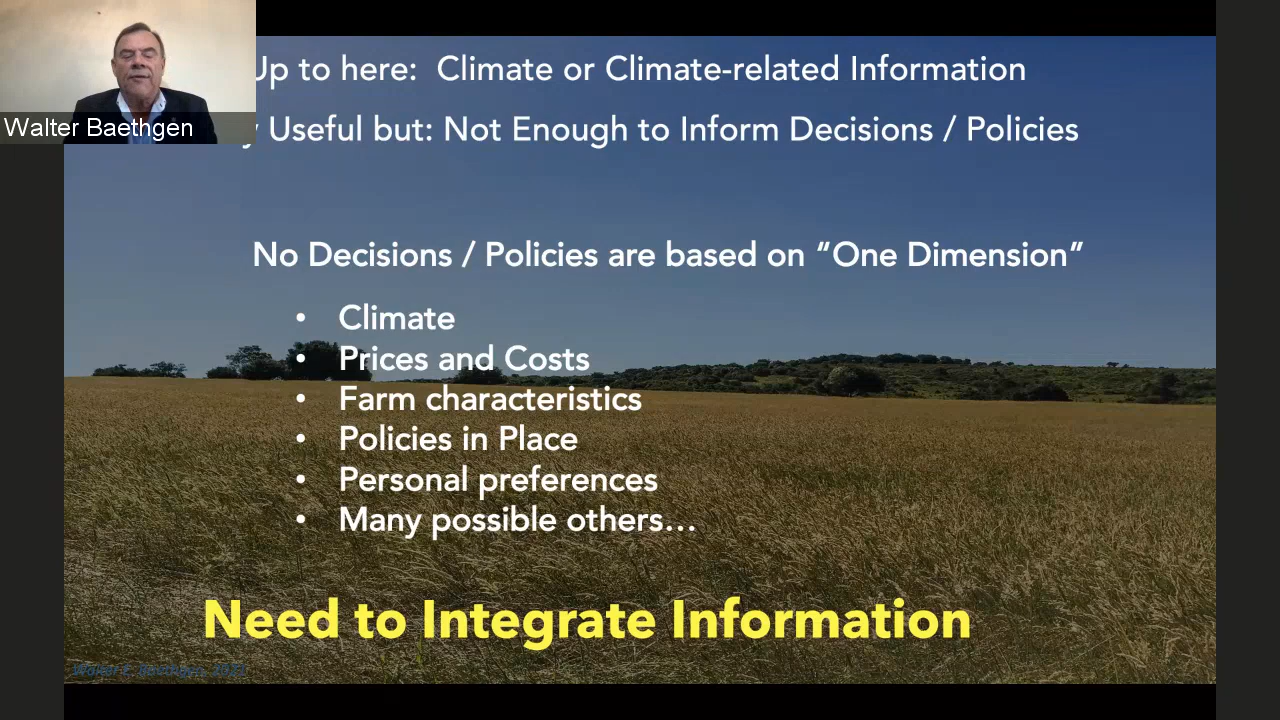 Up to here:  Climate or Climate-related Information
Walter Baethgen
Useful but: Not Enough to Inform Decisions / Policies
No Decisions / Policies are based on “One Dimension”
• Climate
• Prices and Costs
• Farm characteristics
• Policies in Place
• Personal preferences
• Many possible others…
Need to Integrate Information
Walter E. Baethgen,